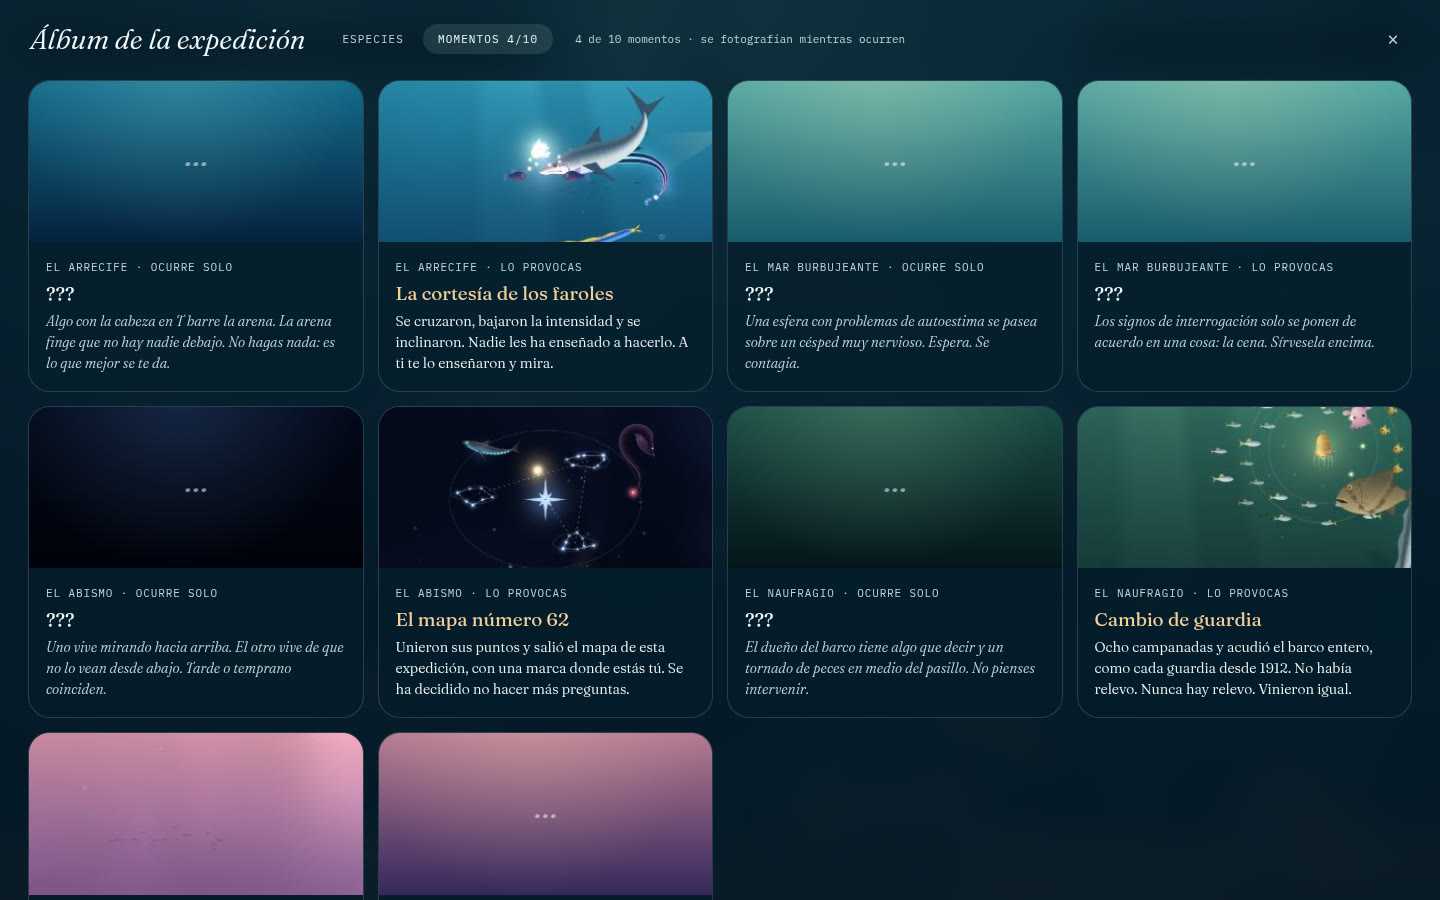 Álbum de la expedición
ESPECIES
MOMENTOS 4/10
4 de 10 momentos · se fotografían mientras ocurren
×
...
...
...
EL ARRECIFE · OCURRE SOLO
???
Algo con la cabeza en T barre la arena. La arena
finge que no hay nadie debajo. No hagas nada: es
lo que mejor se te da.
EL ARRECIFE · LO PROVOCAS
La cortesía de los faroles
Se cruzaron, bajaron la intensidad y se
inclinaron. Nadie les ha enseñado a hacerlo. A
ti te lo enseñaron y mira.
EL MAR BURBUJEANTE · OCURRE SOLO
???
Una esfera con problemas de autoestima se pasea
sobre un césped muy nervioso. Espera. Se
contagia.
EL MAR BURBUJEANTE · LO PROVOCAS
???
Los signos de interrogación solo se ponen de
acuerdo en una cosa: la cena. Sírvesela encima.
...
...
EL ABISMO · OCURRE SOLO
???
Uno vive mirando hacia arriba. El otro vive de que
no lo vean desde abajo. Tarde o temprano
coinciden.
EL ABISMO · LO PROVOCAS
El mapa número 62
Unieron sus puntos y salió el mapa de esta
expedición, con una marca donde estás tú. Se
ha decidido no hacer más preguntas.
EL NAUFRAGIO · OCURRE SOLO
???
El dueño del barco tiene algo que decir y un
tornado de peces en medio del pasillo. No pienses
intervenir.
EL NAUFRAGIO · LO PROVOCAS
Cambio de guardia
Ocho campanadas y acudió el barco entero,
como cada guardia desde 1912. No había
relevo. Nunca hay relevo. Vinieron igual.
...